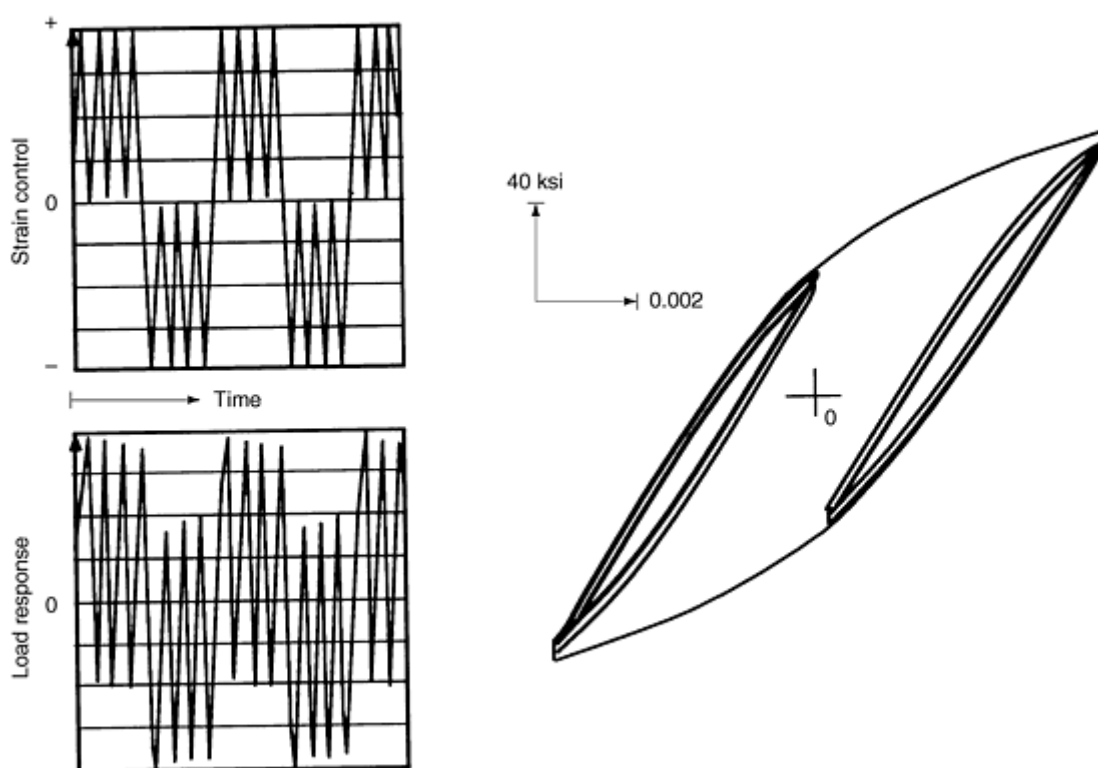 +
Strain control
0
−
Time
Load response
0
40 ksi
0.002
0